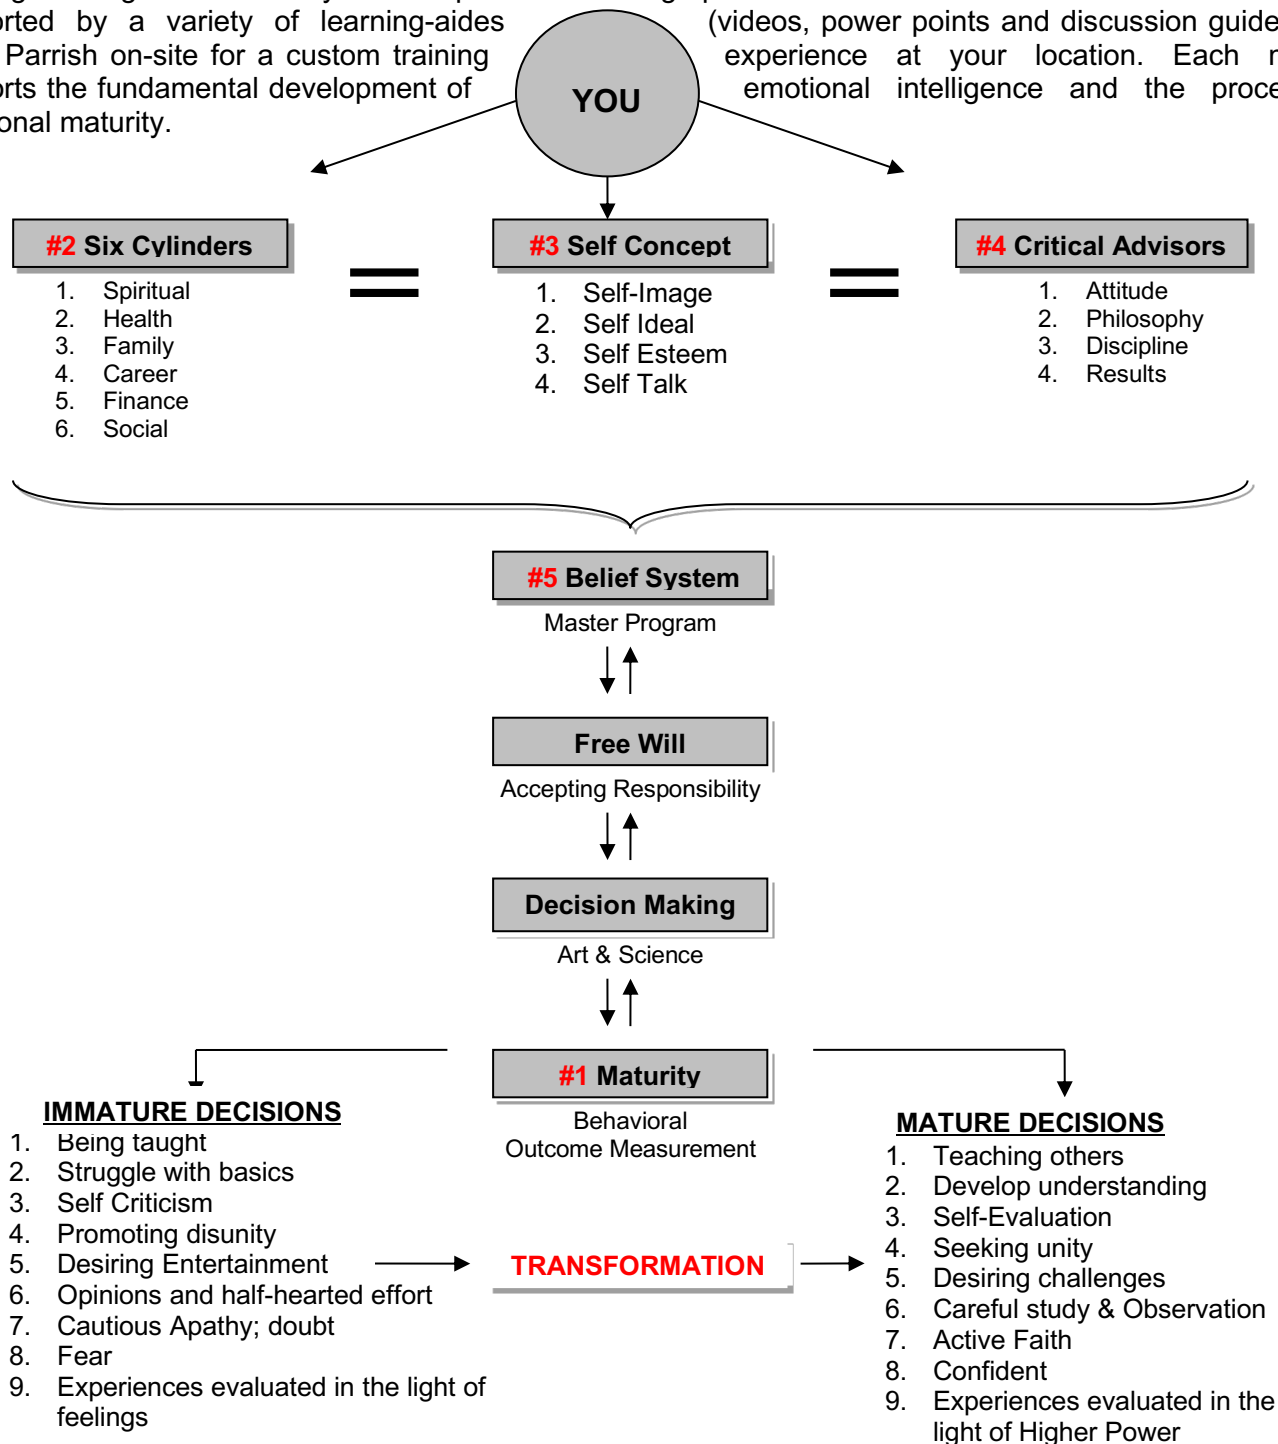 orted by a variety of learning-aides (videos, power points and discussion guide
Parrish on-site for a custom training experience at your location. Each
orts the fundamental development of emotional intelligence and the proce
onal maturity.
YOU
#2 Six Cylinders
1. Spiritual
2. Health
3. Family
4. Career
5. Finance
6. Social
=
#3 Self Concept
1. Self-Image
2. Self Ideal
3. Self Esteem
4. Self Talk
=
#4 Critical Advisors
1. Attitude
2. Philosophy
3. Discipline
4. Results
#5 Belief System
Master Program
Free Will
Accepting Responsibility
Decision Making
Art & Science
#1 Maturity
Behavioral
Outcome Measurement
IMMATURE DECISIONS
1. Being taught
2. Struggle with basics
3. Self Criticism
4. Promoting disunity
5. Desiring Entertainment
6. Opinions and half-hearted effort
7. Cautious Apathy; doubt
8. Fear
9. Experiences evaluated in the light of
feelings
TRANSFORMATION
MATURE DECISIONS
1. Teaching others
2. Develop understanding
3. Self-Evaluation
4. Seeking unity
5. Desiring challenges
6. Careful study & Observation
7. Active Faith
8. Confident
9. Experiences evaluated in the
light of Higher Power